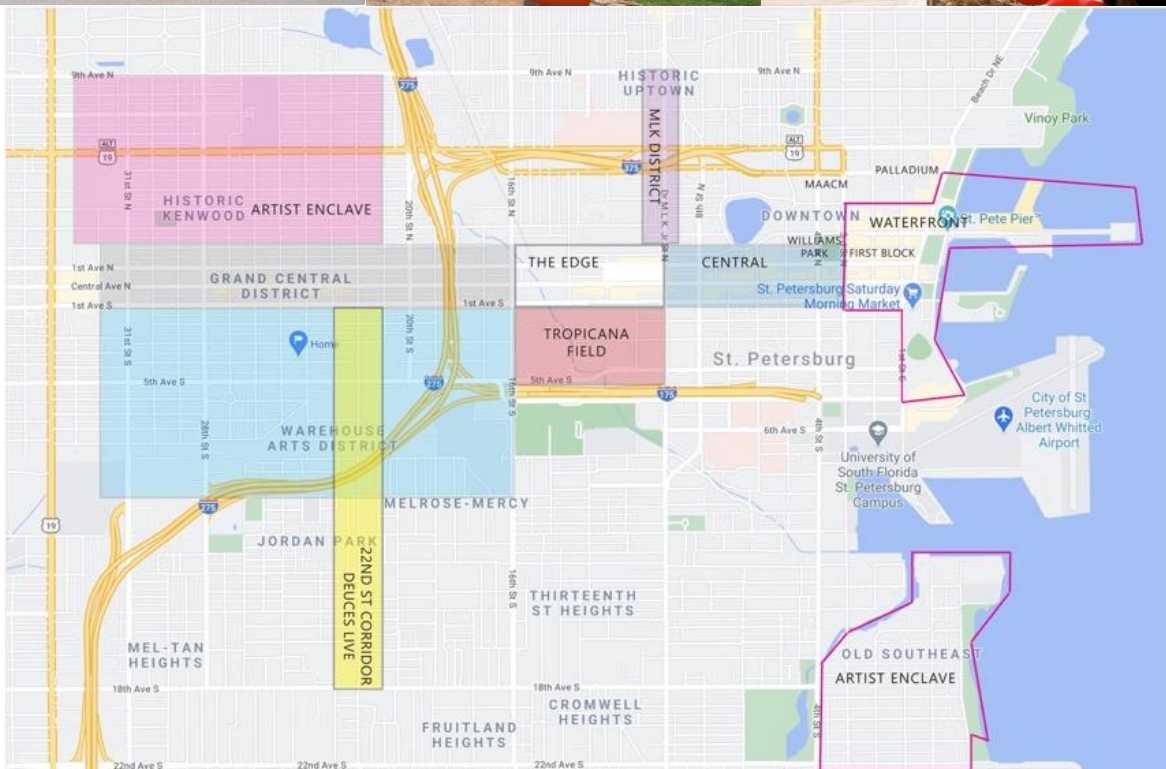 9th Ave N
275
9th Ave N
HISTORIC
UPTOWN
9th Ave N
Beach Dr NE
Vinoy Park
MLK DISTRICT
ALT
19
31st St N
HISTORIC
KENWOOD
ARTIST ENCLAVE
20th St N
16th St N
375
8th St N
ALT
19
MAACM
PALLADIUM
DOWNTOWN
WATERFRONT
St. Pete Pier
WILLIAMS
PARK
FIRST BLOCK
1st Ave N
Central Ave N
1st Ave S
GRAND CENTRAL
DISTRICT
1st Ave S
THE EDGE
CENTRAL
St. Petersburg Saturday
Morning Market
31st St S
Home
20th St S
TROPICANA
FIELD
St. Petersburg
1st St S
5th Ave S
275
16th St S
5th Ave S
175
City of St.
Petersburg
Albert Whitted
Airport
28th St S
WAREHOUSE
ARTS DISTRICT
6th Ave S
4th St S
University of
South Florida
St. Petersburg
Campus
275
MELROSE-MERCY
19
JORDAN PARK
22ND ST CORRIDOR
DEUCES LIVE
16th St S
THIRTEENTH
ST HEIGHTS
MEL-TAN
HEIGHTS
OLD SOUTHEAST
ARTIST ENCLAVE
18th Ave S
18th Ave S
CROMWELL
HEIGHTS
4th St S
FRUITLAND
HEIGHTS
22nd Ave S
22nd Ave S
22nd Ave S